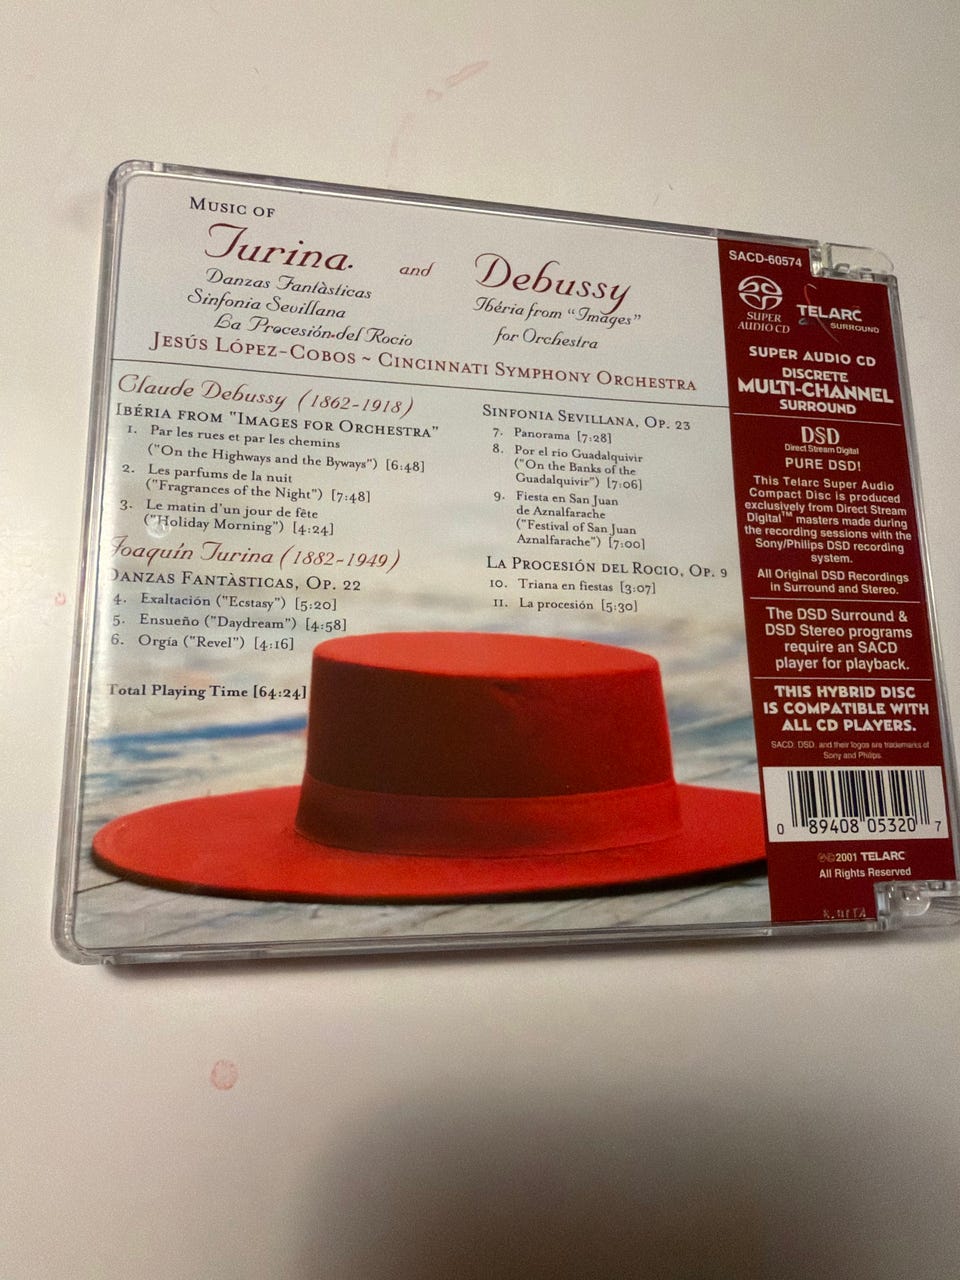 MUSIC OF
Turina and Debussy
Danzas Fantàsticas
Sinfonia Sevillana
La Procesión del Rocio
Ibéria from "Images"
for Orchestra
JESÚS LÓPEZ-COBOS ~ CINCINNATI SYMPHONY ORCHESTRA
Claude Debussy (1862-1918)
IBÉRIA FROM "IMAGES FOR ORCHESTRA"
1. Par les rues et par les chemins
("On the Highways and the Byways") [6:48]
2. Les parfums de la nuit
("Fragrances of the Night") [7:48]
3. Le matin d'un jour de fête
("Holiday Morning") [4:24]
Joaquín Turina (1882-1949)
DANZAS FANTÀSTICAS, OP. 22
4. Exaltación ("Ecstasy") [5:20]
5. Ensueño ("Daydream") [4:58]
6. Orgía ("Revel") [4:16]
Total Playing Time [64:24]
SINFONIA SEVILLANA, OP. 23
7. Panorama [7:28]
8. Por el río Guadalquivir
("On the Banks of the
Guadalquivir") [7:06]
9. Fiesta en San Juan
de Aznalfarache
("Festival of San Juan
Aznalfarache") [7:00]
LA PROCESIÓN DEL ROCIO, OP. 9
10. Triana en fiestas [3:07]
11. La procesión [5:30]
SACD-60574
SUPER
AUDIO CD
TELARC
SURROUND
SUPER AUDIO CD
DISCRETE
MULTI-CHANNEL
SURROUND
DSD
Direct Stream Digital
PURE DSD!
This Telarc Super Audio
Compact Disc is produced
exclusively from Direct Stream
Digital™ masters made during
the recording sessions with the
Sony/Philips DSD recording
system.
All Original DSD Recordings
in Surround and Stereo.
The DSD Surround &
DSD Stereo programs
require an SACD
player for playback.
THIS HYBRID DISC
IS COMPATIBLE WITH
ALL CD PLAYERS.
SACD, DSD, and their logos are trademarks of
Sony and Philips.
0 89408 05320 7
℗©2001 TELARC
All Rights Reserved